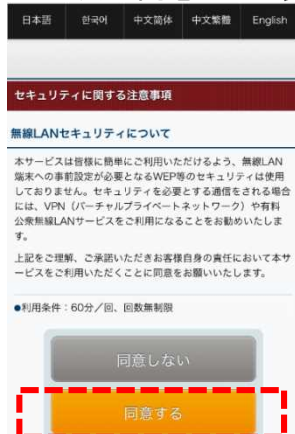 日本語 한국어 中文简体 中文繁體 English
セキュリティに関する注意事項
無線LANセキュリティについて
本サービスは皆様に簡単にご利用いただけるよう、無線LAN
端末への事前設定が必要となるWEP等のセキュリティは使用
しておりません。セキュリティを必要とする通信をされる場合
には、VPN（バーチャルプライベートネットワーク）や有料
公衆無線LANサービスをご利用になることをお勧めいたしま
す。
上記をご理解、ご承諾いただきお客様自身の責任において本サ
ービスをご利用いただくことに同意をお願いいたします。
●利用条件：60分／回、回数無制限
同意しない
同意する